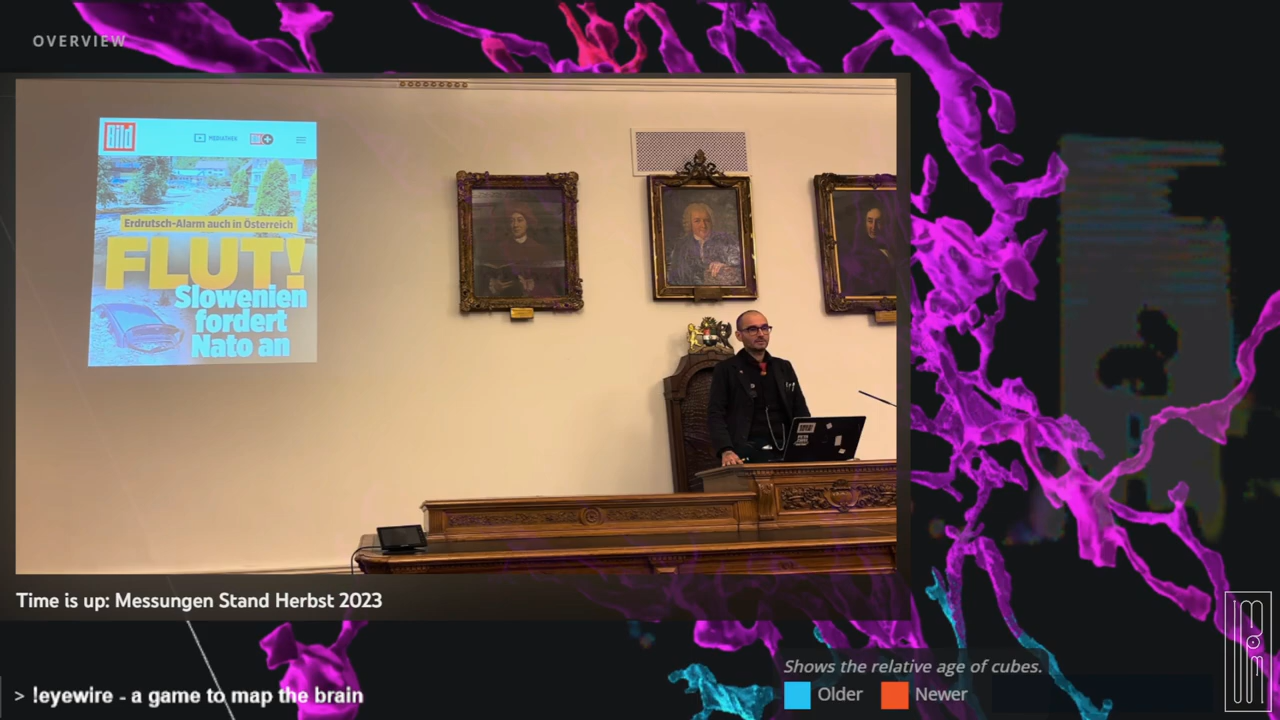 OVERVIEW
Bild
MEDIATHEK
Erdrutsch-Alarm auch in Österreich
FLUT!
Slowenien
fordert
Nato an
Time is up: Messungen Stand Herbst 2023
> !eyewire - a game to map the brain
Shows the relative age of cubes.
Older
Newer